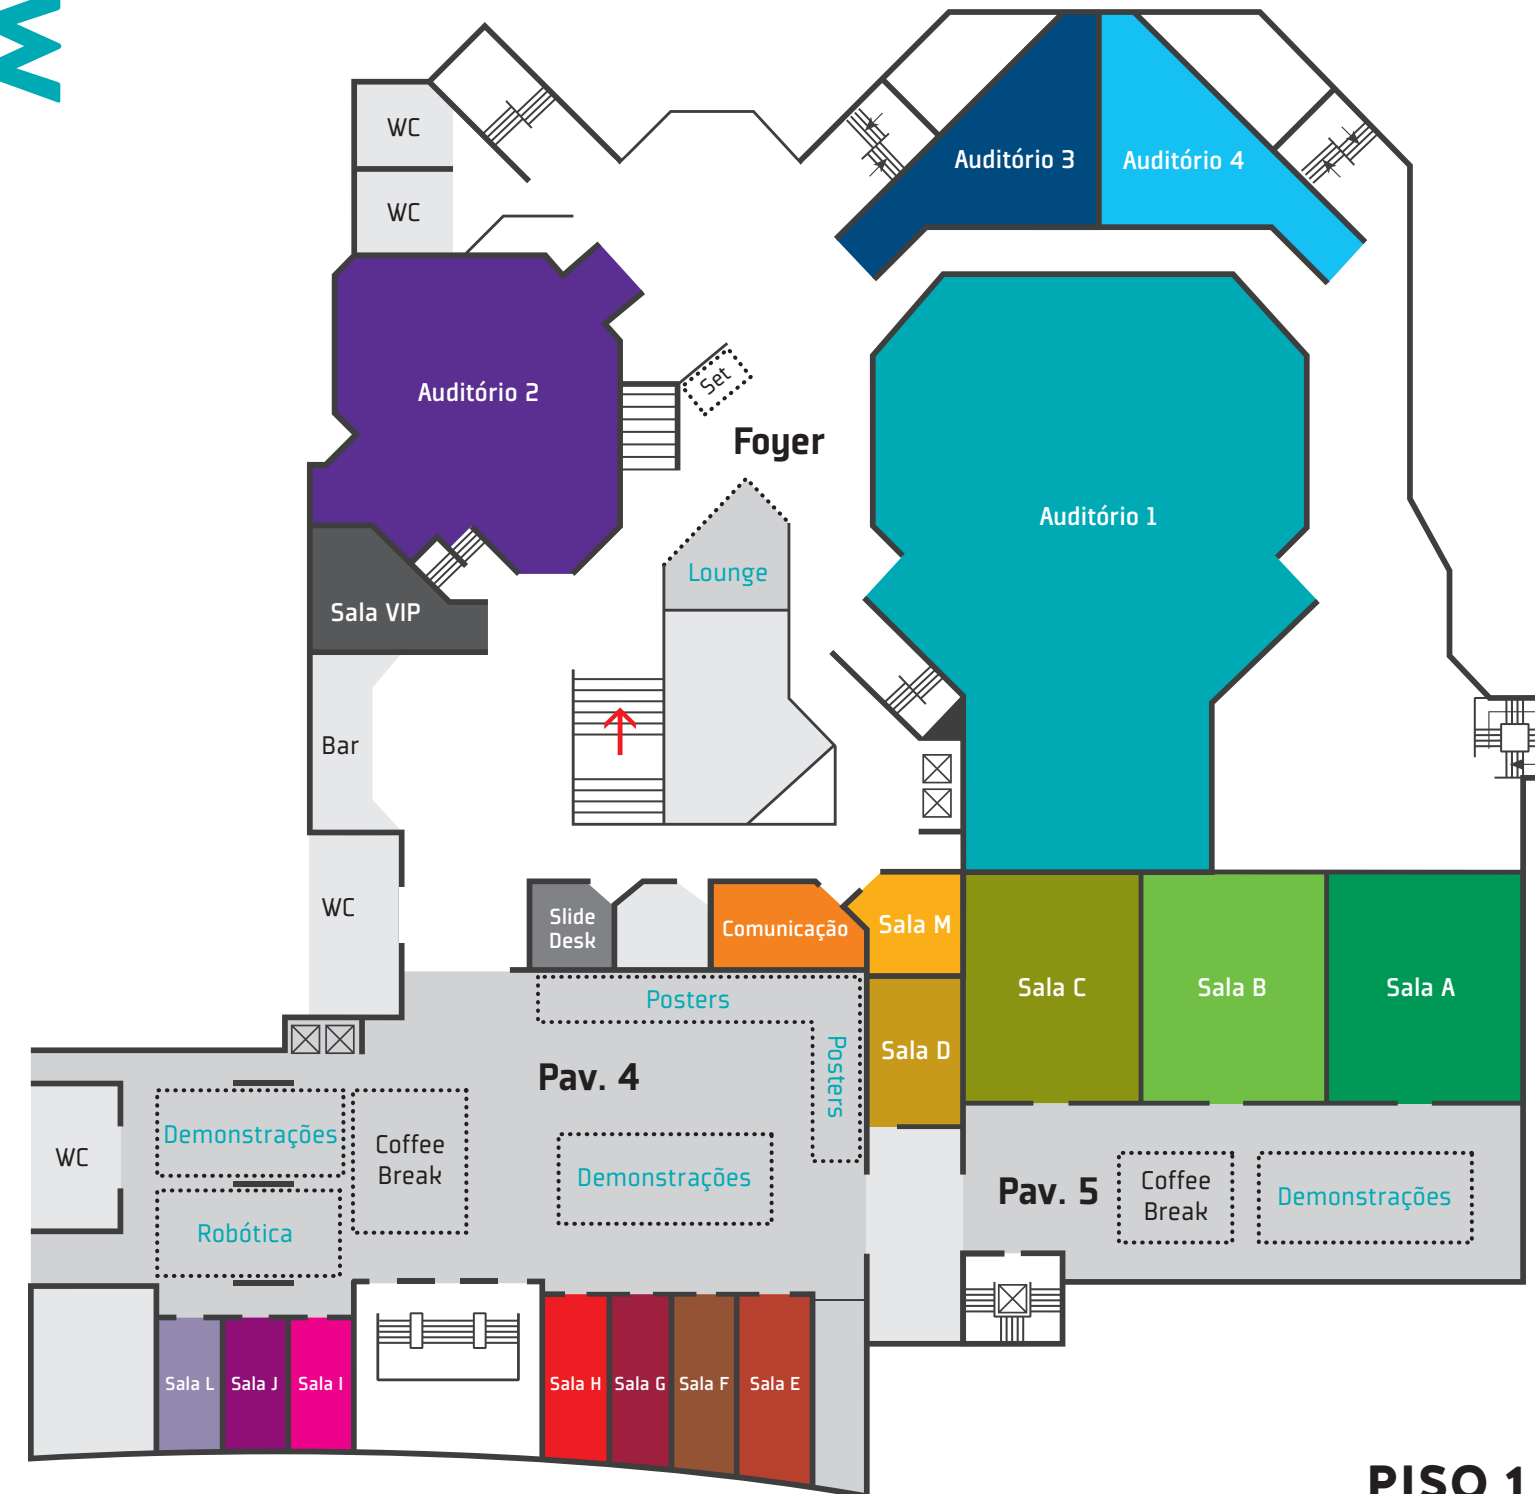 WC
WC
Auditório 3
Auditório 4
Auditório 2
Set
Foyer
Auditório 1
Lounge
Sala VIP
Bar
WC
Slide
Desk
Comunicação
Sala M
Sala C
Sala B
Sala A
Posters
Posters
Sala D
Pav. 4
WC
Demonstrações
Coffee
Break
Demonstrações
Robótica
Pav. 5
Coffee
Break
Demonstrações
Sala L
Sala J
Sala I
Sala H
Sala G
Sala F
Sala E
PISO 1